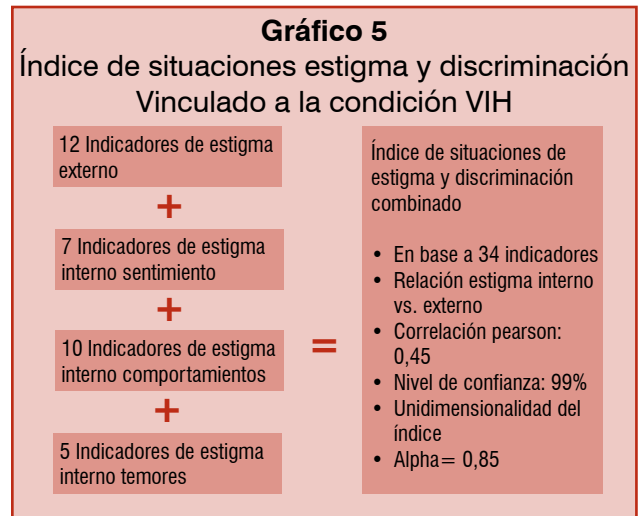 Gráfico 5
Índice de situaciones estigma y discriminación
Vinculado a la condición VIH
12 Indicadores de estigma
externo
+
7 Indicadores de estigma
interno sentimiento
+
10 Indicadores de estigma
interno comportamientos
+
5 Indicadores de estigma
interno temores
=
Índice de situaciones de
estigma y discriminación
combinado
• En base a 34 indicadores
• Relación estigma interno
vs. externo
• Correlación pearson:
0,45
• Nivel de confianza: 99%
• Unidimensionalidad del
índice
• Alpha= 0,85